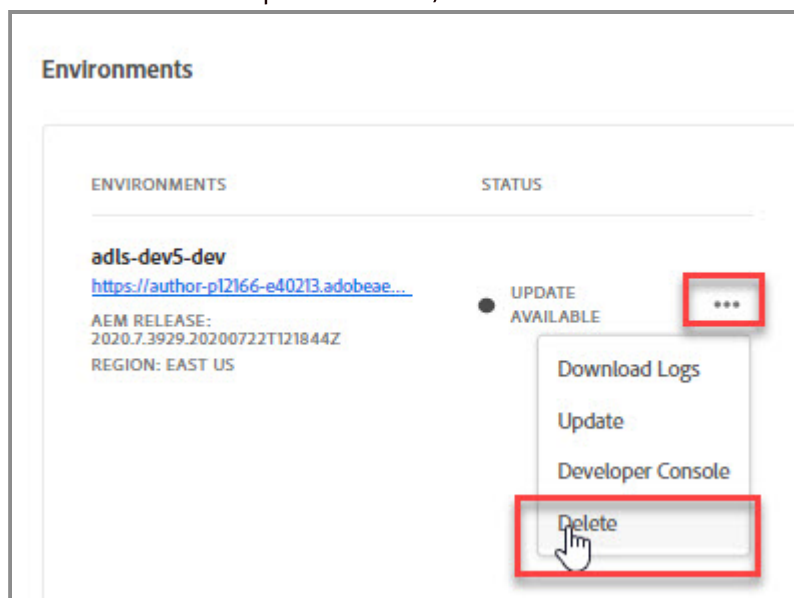 Environments
ENVIRONMENTS STATUS
adls-dev5-dev
https://author-p12166-e40213.adobeae...
UPDATE
AVAILABLE
AEM RELEASE:
2020.7.3929.20200722T121844Z
REGION: EAST US
Download Logs
Update
Developer Console
Delete